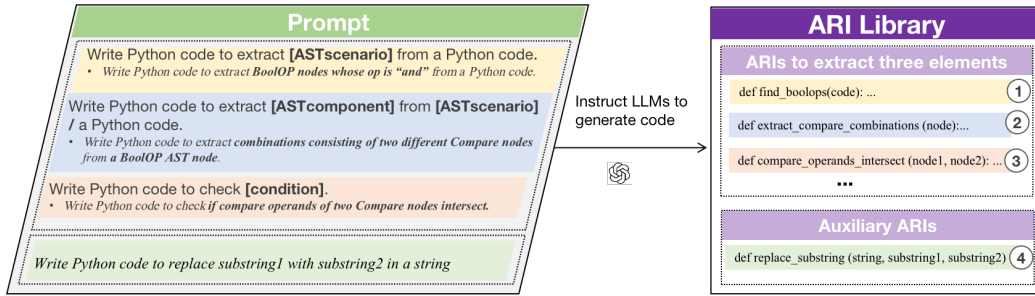 Prompt
Write Python code to extract [ASTscenario] from a Python code.
• Write Python code to extract BoolOP nodes whose op is “and” from a Python code.
Write Python code to extract [ASTcomponent] from [ASTscenario]
/ a Python code.
• Write Python code to extract combinations consisting of two different Compare nodes
from a BoolOP AST node.
Write Python code to check [condition].
• Write Python code to check if compare operands of two Compare nodes intersect.
Write Python code to replace substring1 with substring2 in a string
Instruct LLMs to
generate code
ARI Library
ARIs to extract three elements
def find_boolops(code): ... 1
def extract_compare_combinations (node):... 2
def compare_operands_intersect (node1, node2): ... 3
...
Auxiliary ARIs
def replace_substring (string, substring1, substring2) 4